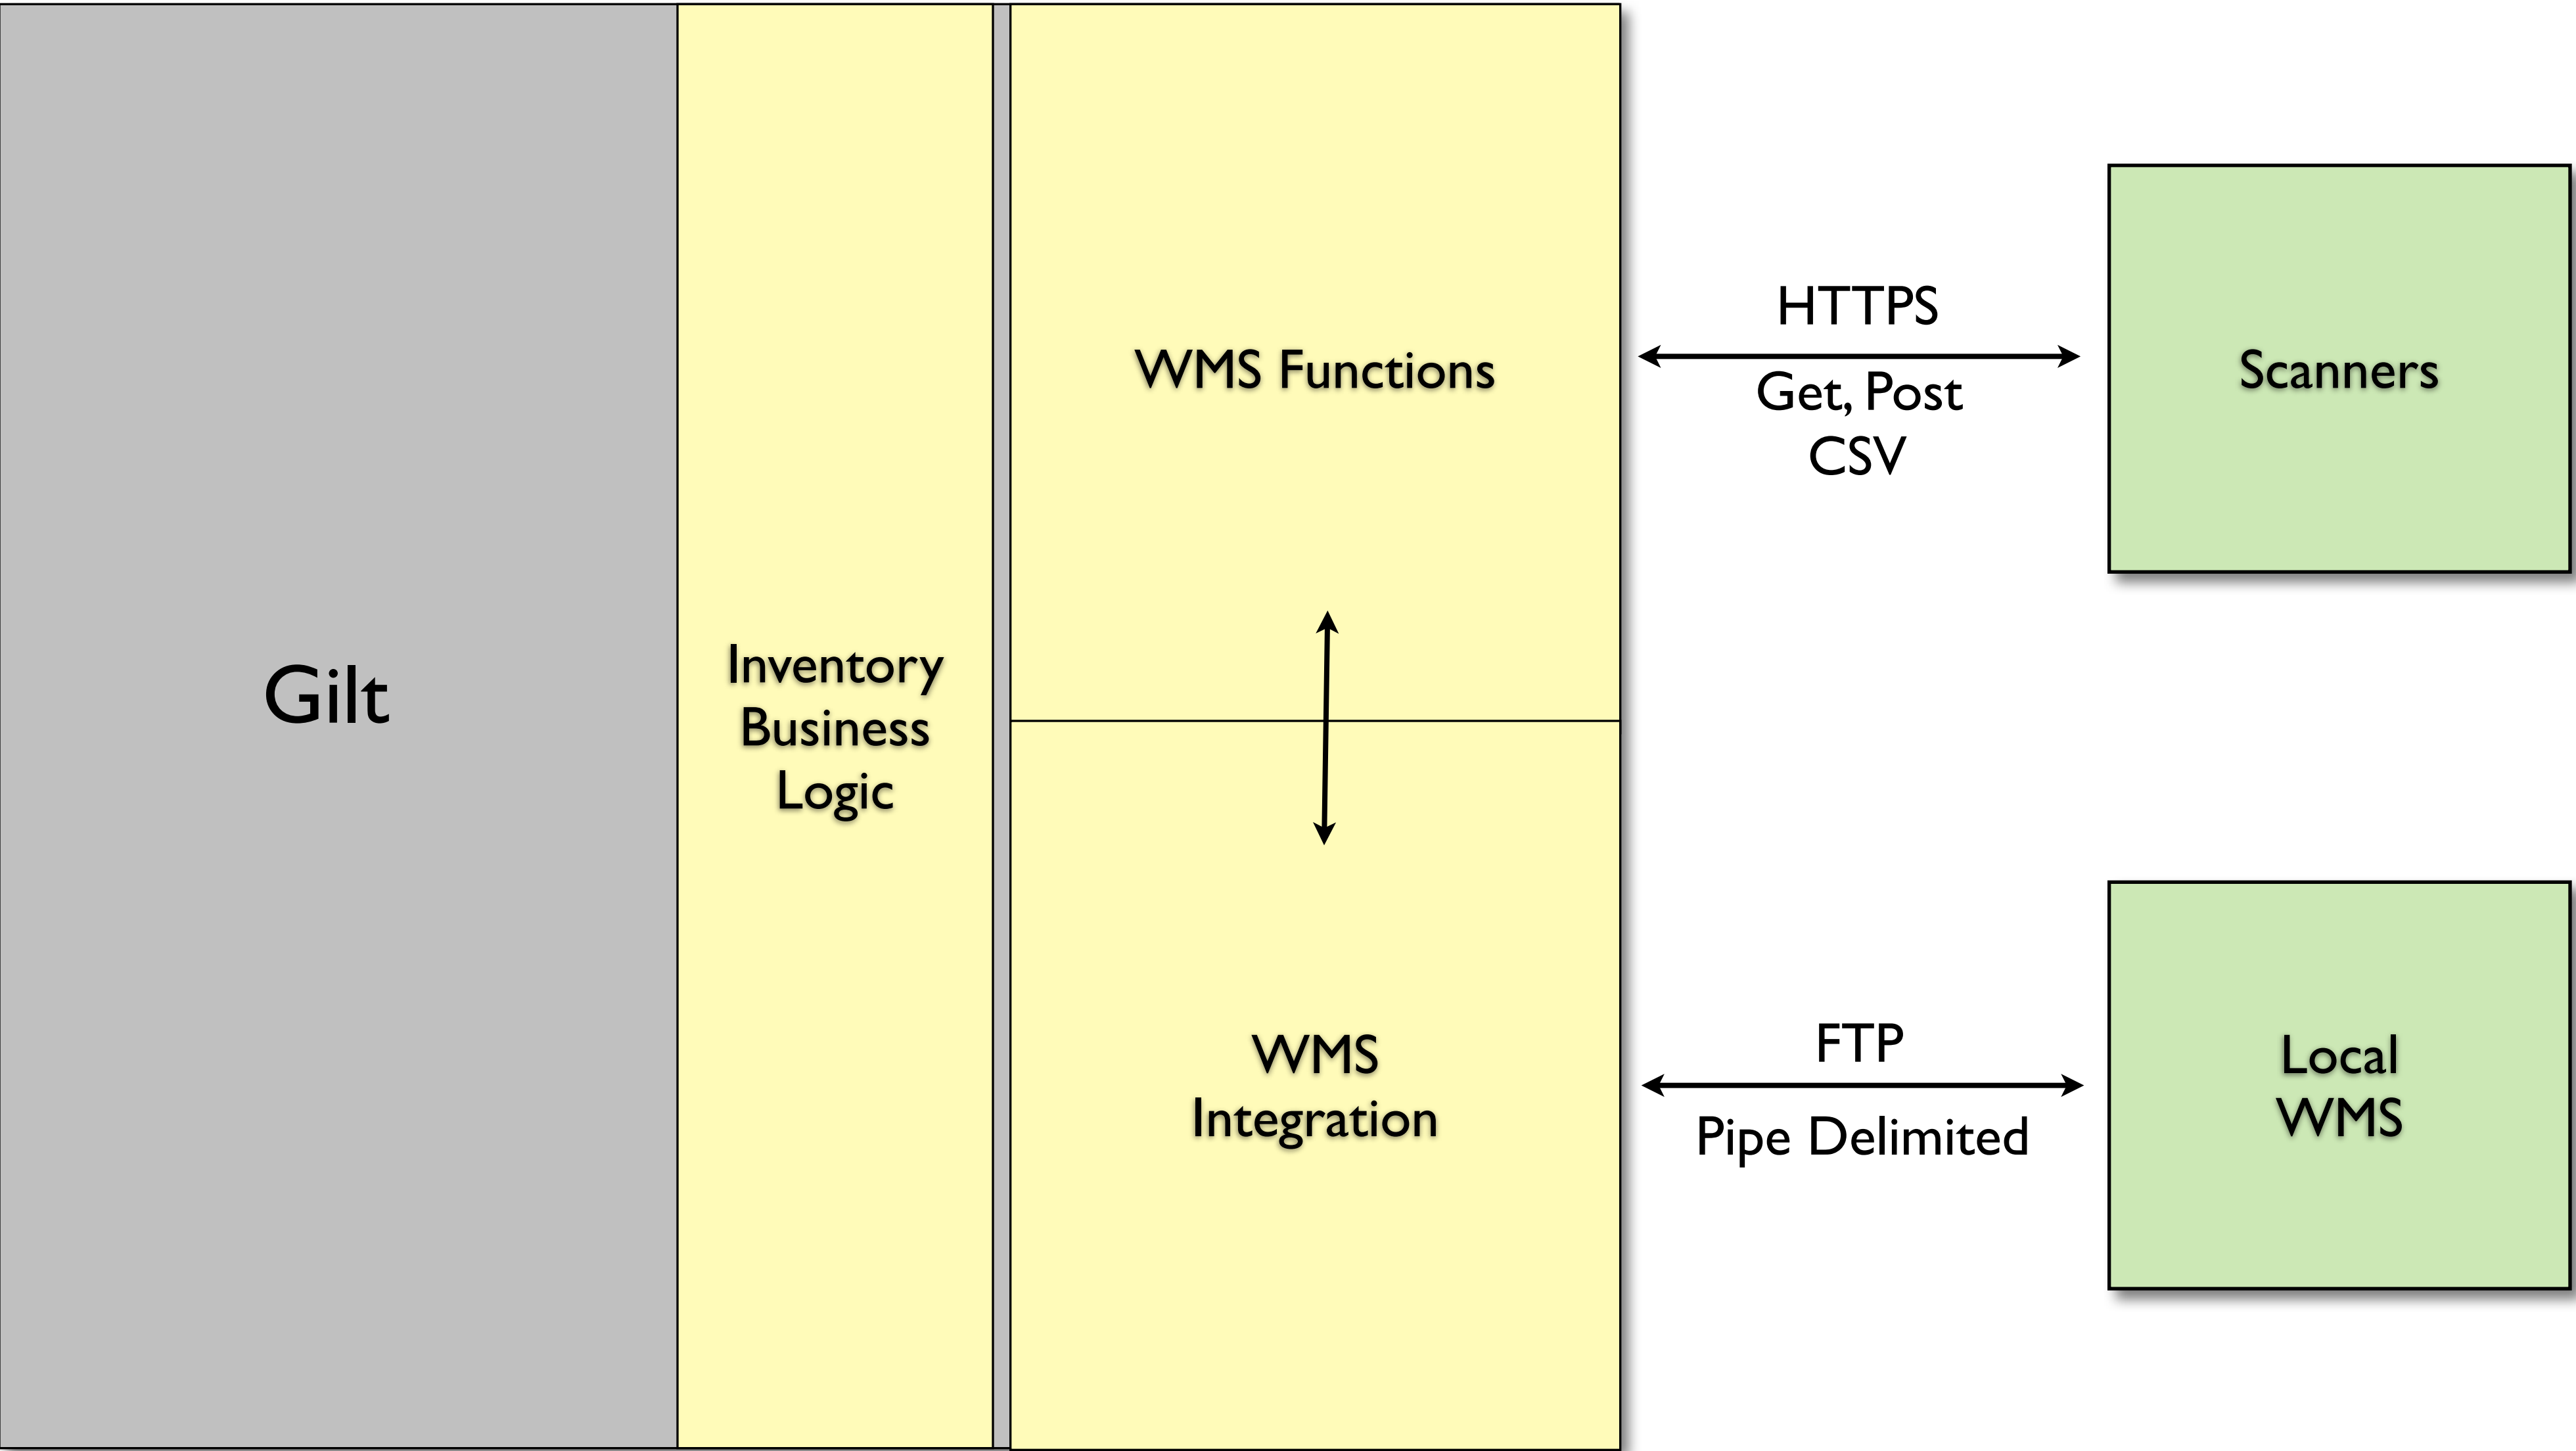 Gilt
Inventory
Business
Logic
WMS Functions
WMS
Integration
HTTPS
Get, Post
CSV
FTP
Pipe Delimited
Scanners
Local
WMS